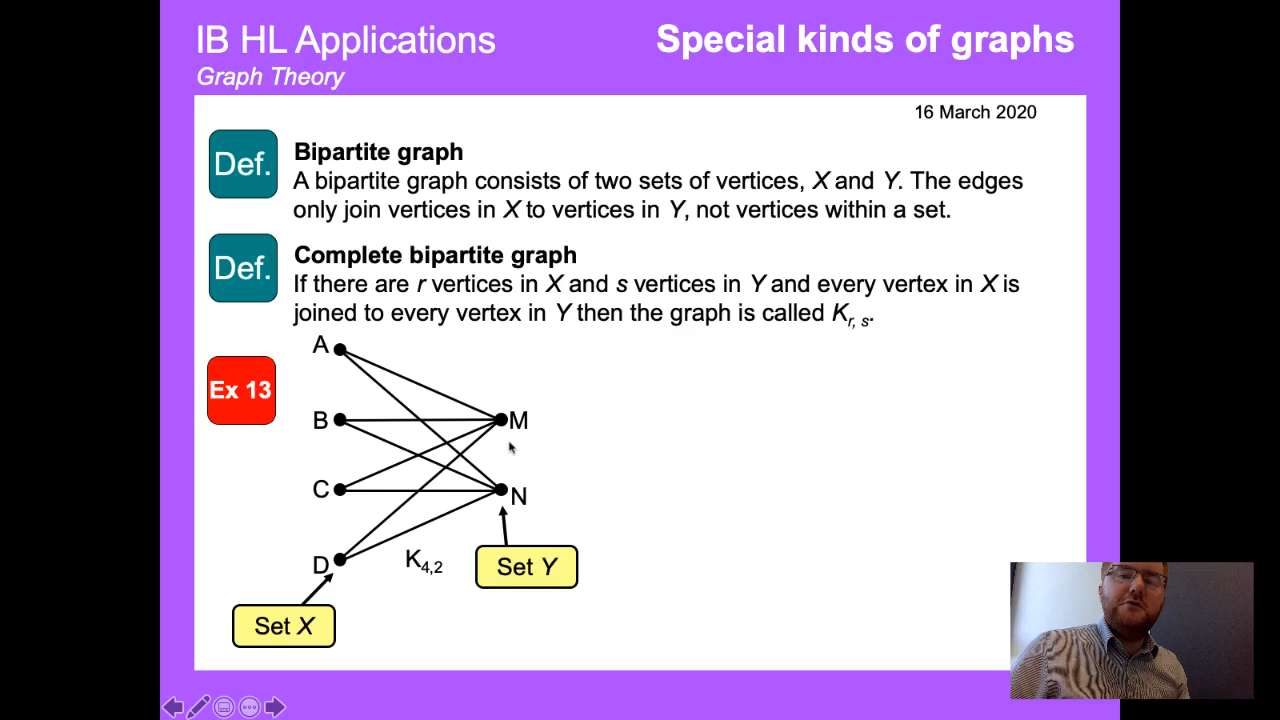 IB HL Applications
Special kinds of graphs
Graph Theory
16 March 2020
Def.
Bipartite graph
A bipartite graph consists of two sets of vertices, X and Y. The edges
only join vertices in X to vertices in Y, not vertices within a set.
Def.
Complete bipartite graph
If there are r vertices in X and s vertices in Y and every vertex in X is
joined to every vertex in Y then the graph is called Kr, s.
Ex 13
A
B
M
C
N
D
K4,2
Set Y
Set X